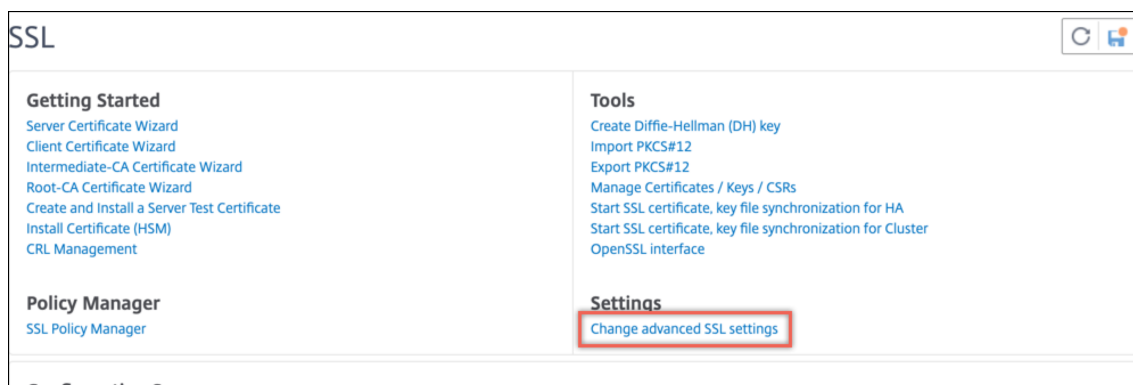 SSL
Getting Started
Server Certificate Wizard
Client Certificate Wizard
Intermediate-CA Certificate Wizard
Root-CA Certificate Wizard
Create and Install a Server Test Certificate
Install Certificate (HSM)
CRL Management
Tools
Create Diffie-Hellman (DH) key
Import PKCS#12
Export PKCS#12
Manage Certificates / Keys / CSRs
Start SSL certificate, key file synchronization for HA
Start SSL certificate, key file synchronization for Cluster
OpenSSL interface
Policy Manager
SSL Policy Manager
Settings
Change advanced SSL settings